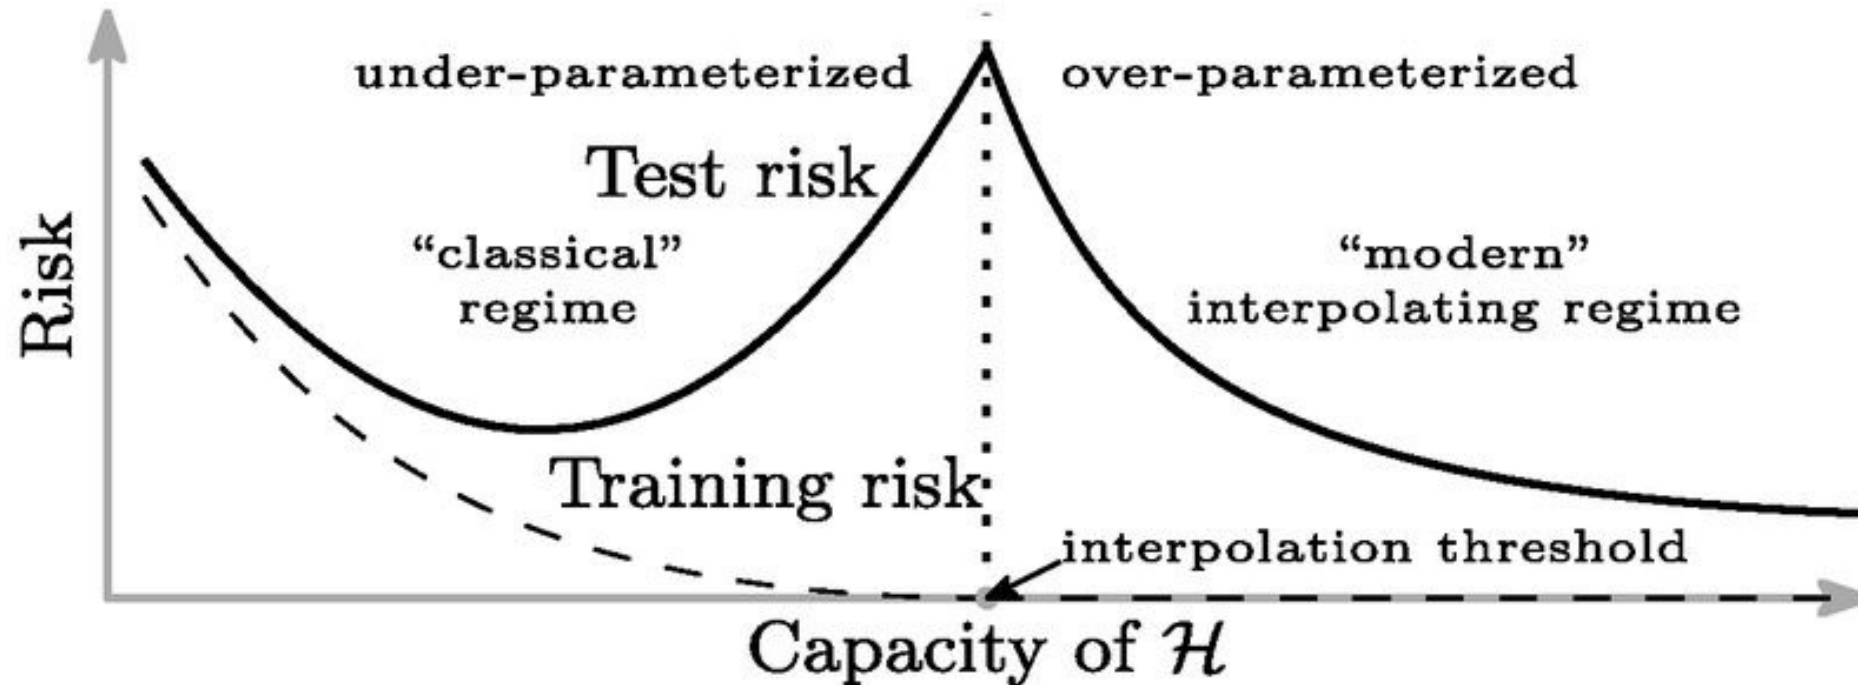 under-parameterized
over-parameterized
Test risk
“classical”
regime
“modern”
interpolating regime
Risk
Training risk
interpolation threshold
Capacity of ℋ